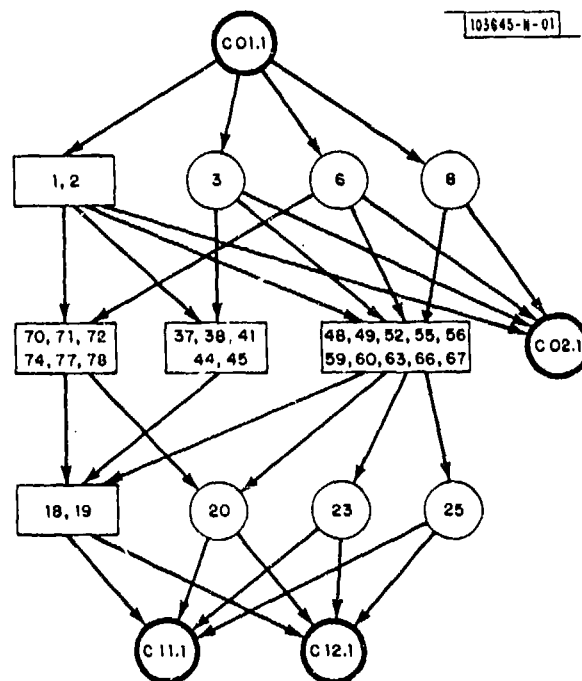 103645-N-01
C01.1
1, 2
3
6
8
70, 71, 72
74, 77, 78
37, 38, 41
44, 45
48, 49, 52, 55, 56
59, 60, 63, 66, 67
C02.1
18, 19
20
23
25
C11.1
C12.1